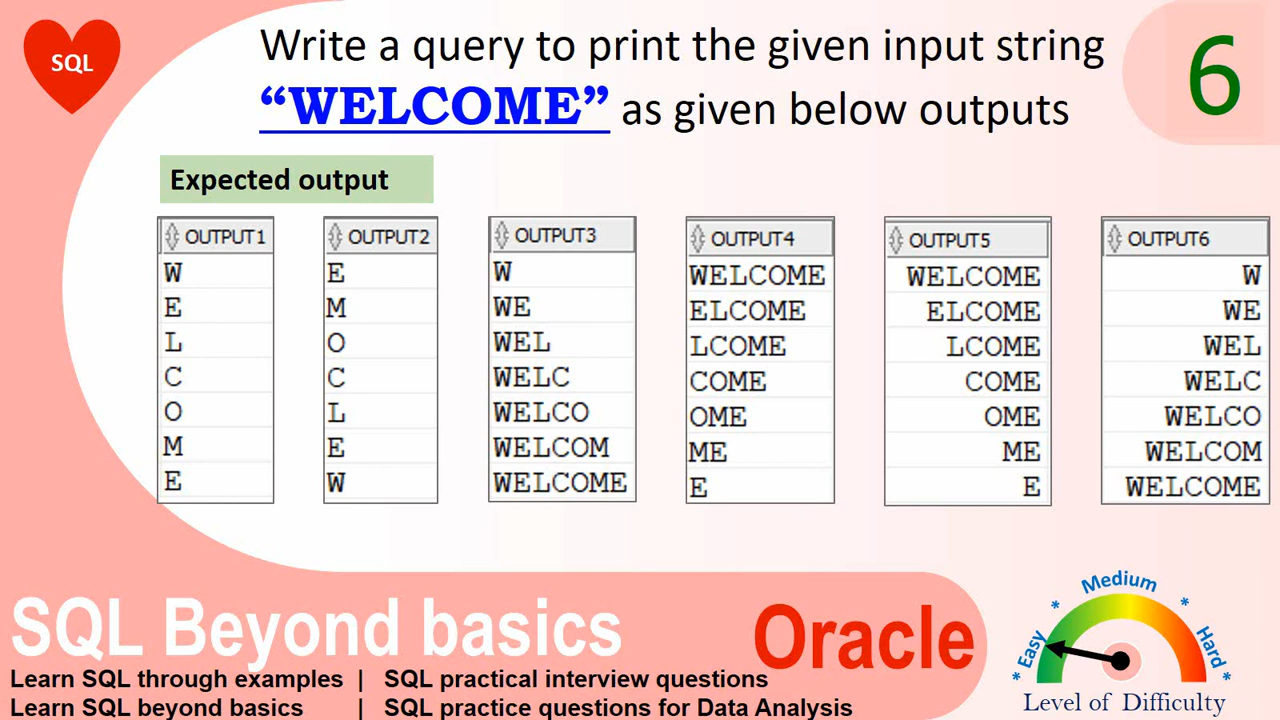 SQL
Write a query to print the given input string
“WELCOME” as given below outputs
6
Expected output
OUTPUT1
W
E
L
C
O
M
E
OUTPUT2
E
M
O
C
L
E
W
OUTPUT3
W
WE
WEL
WELC
WELCO
WELCOM
WELCOME
OUTPUT4
WELCOME
ELCOME
LCOME
COME
OME
ME
E
OUTPUT5
WELCOME
ELCOME
LCOME
COME
OME
ME
E
OUTPUT6
W
WE
WEL
WELC
WELCO
WELCOM
WELCOME
SQL Beyond basics
Oracle
Learn SQL through examples | SQL practical interview questions
Learn SQL beyond basics | SQL practice questions for Data Analysis
* Easy * Medium * Hard *
Level of Difficulty